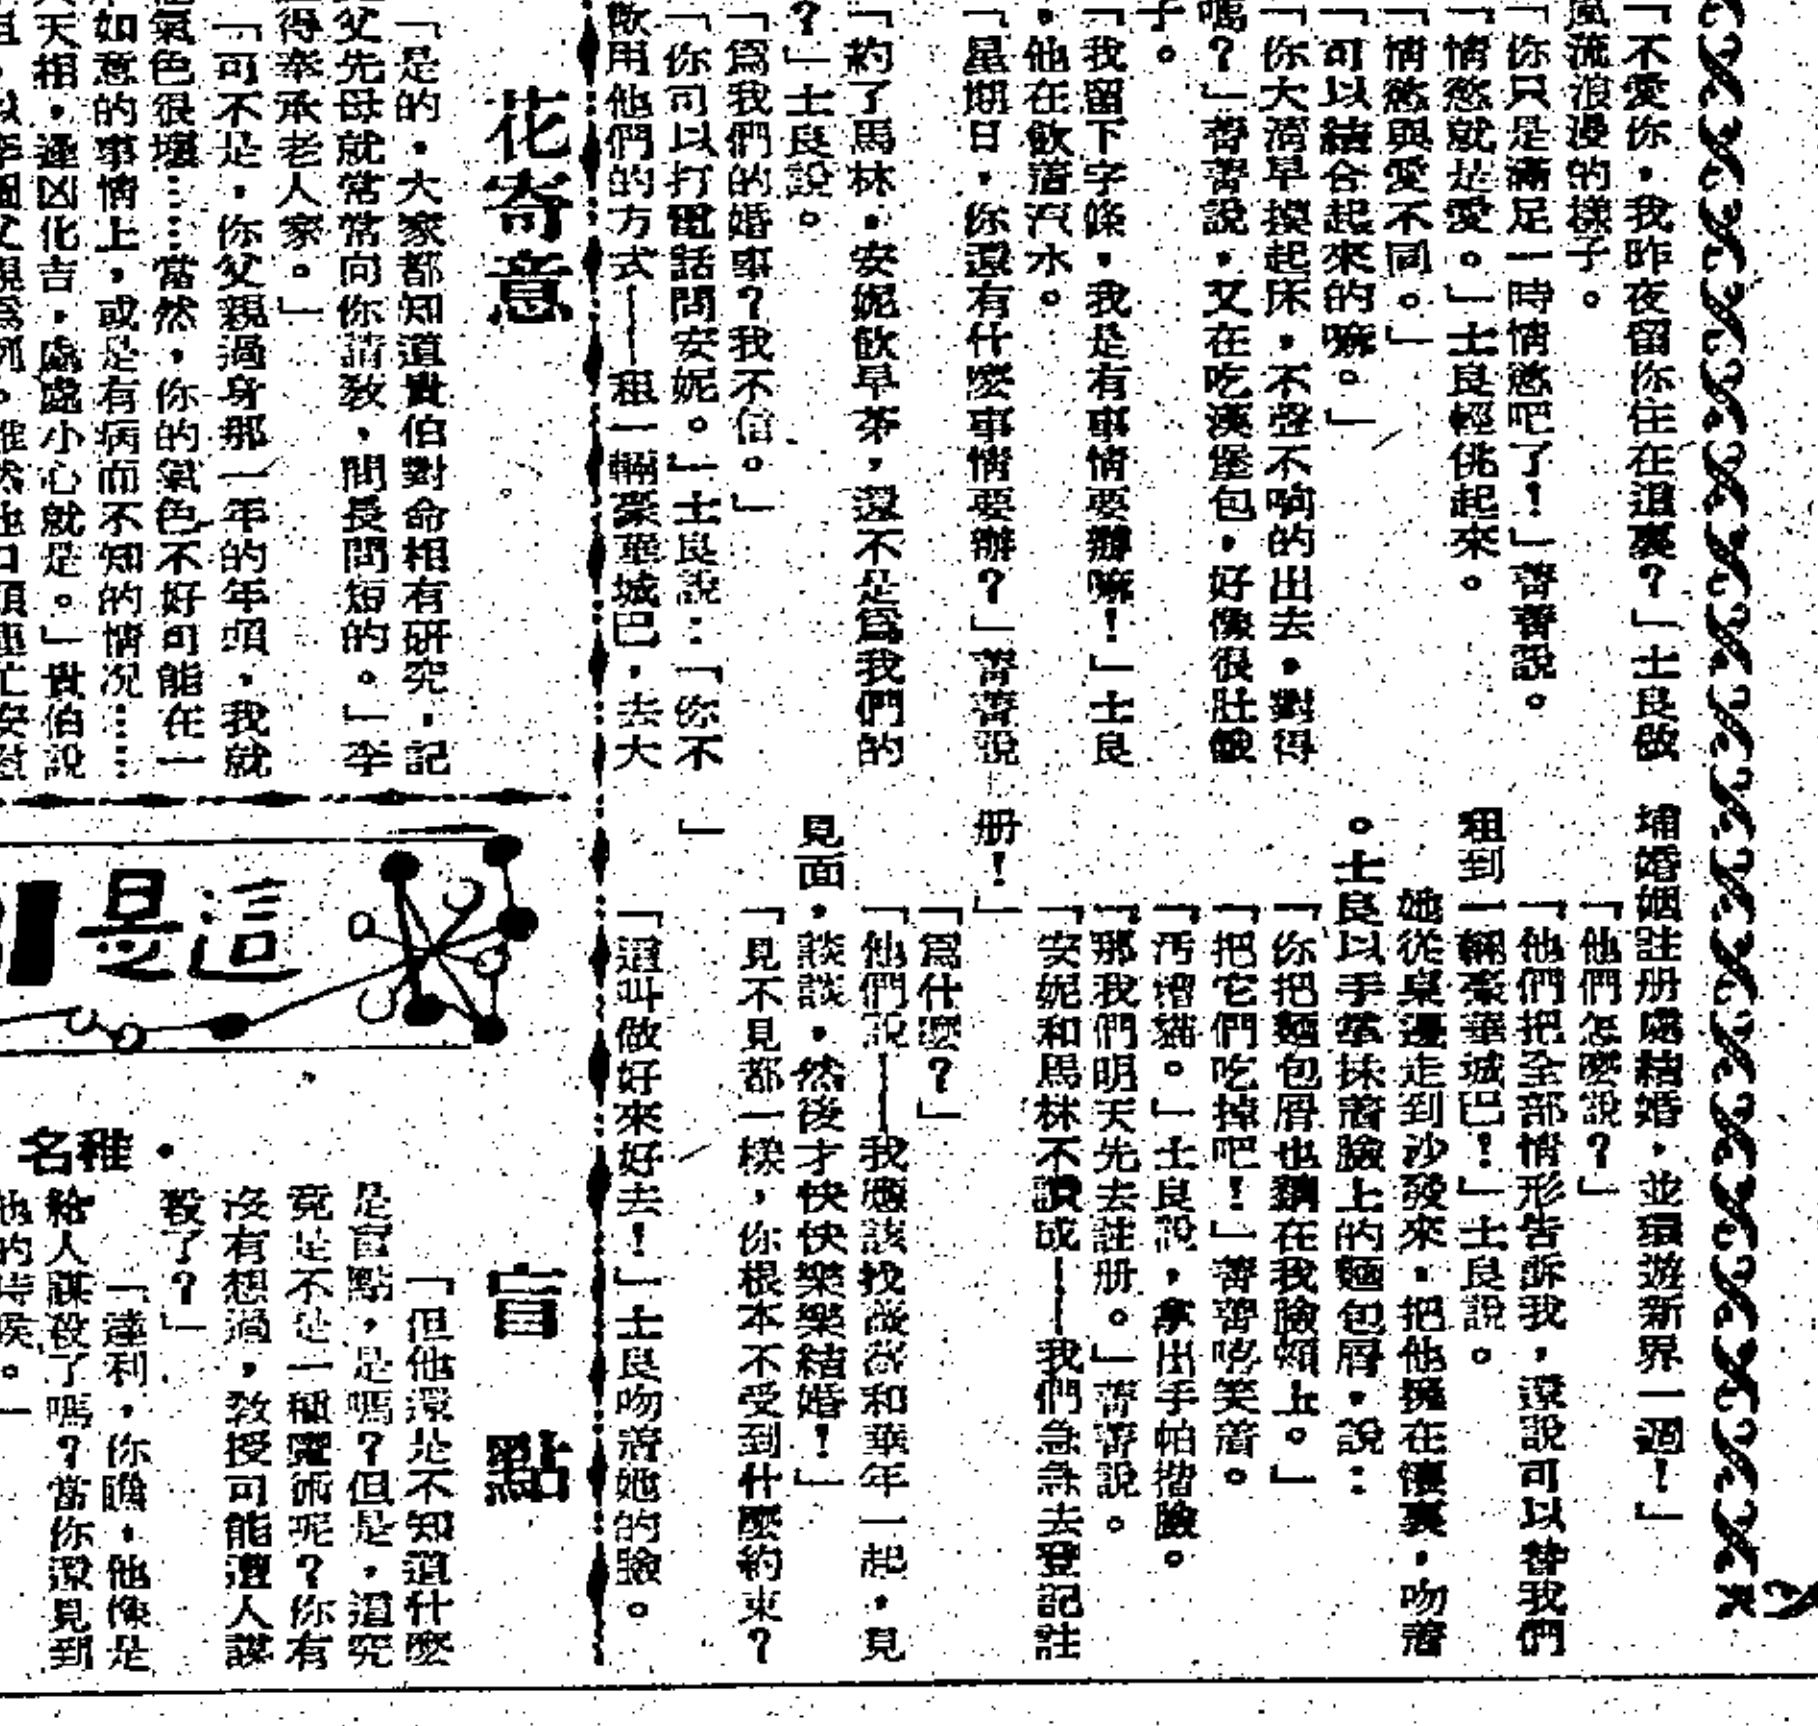 「不愛你，我昨夜留你住在這裏？」士良做
風流浪漫的樣子。
「你只是滿足一時情慾吧了！」菁菁說。
「情慾就是愛。」士良輕佻起來。
「情慾與愛不同。」
「可以結合起來的嘛。」
「你大淸早摸起床，不聲不响的出去，對得
嗎？」菁菁說，又在吃漢堡包，好像很肚餓
子。
「我留下字條，我是有事情要辦嘛！」士良
，他在飲着汽水。
「星期日，你還有什麼事情要辦？」菁菁說
「約了馬林，安妮飲早茶，還不是爲我們的
？」士良說。
「爲我們的婚事？我不信。」
「你可以打電話問安妮。」士良說：「你不
歡用他們的方式——租一輛豪華城巴，去大
埔婚姻註册處結婚，並環遊新界一週！」
「他們怎麼說？」
「他們把全部情形告訴我，還說可以替我們
租到一輛豪華城巴！」士良說。
她從桌邊走到沙發來，把他擁在懷裏，吻着
。士良以手掌抹着臉上的麵包屑，說：
「你把麵包屑也黐在我臉頰上。」
「把它們吃掉吧！」菁菁嘻笑着。
「汚糟貓。」士良說，拿出手帕揩臉。
「那我們明天先去註册。」菁菁說。
「安妮和馬林不讚成——我們急急去登記註
册！」
「爲什麼？」
「他們說——我應該找薇薇和華年一起，見
見面，談談，然後才快快樂樂結婚！」
「見不見都一樣，你根本不受到什麼約束？
」
「這叫做好來好去！」士良吻着她的臉。
花寄意
「是的，大家都知道貴伯對命相有研究，記
父先母就常常向你請敎，問長問短的。」李
得奉承老人家。」
「可不是，你父親過身那一年的年頭，我就
氣色很壞……當然，你的氣色不好可能在一
如意的事情上，或是有病而不知的情況……
天相，逢凶化吉，處處小心就是。」貴伯說
這是
盲點
「但他還是不知道什麼
是盲點，是嗎？但是，這究
竟是不是一種魔術呢？你有
沒有想過，敎授可能遭人謀
殺了？」
「達利，你瞧，他像是
給人謀殺了嗎？當你還見到
他的時候。」
・稚名